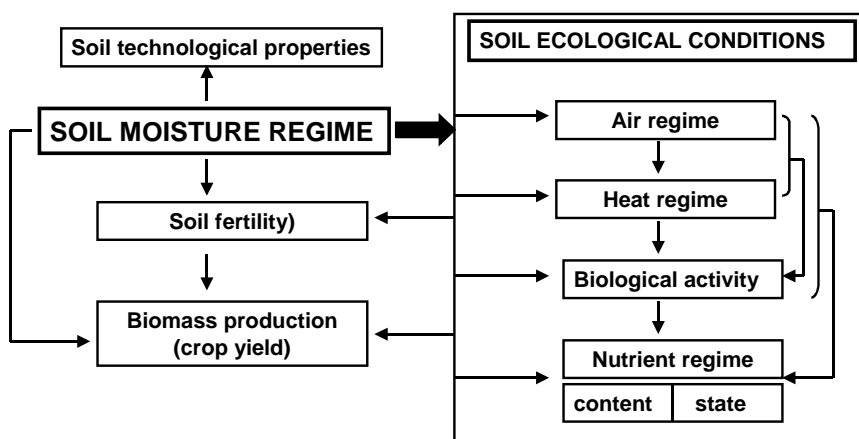 Soil technological properties
SOIL MOISTURE REGIME
Soil fertility)
Biomass production
(crop yield)
SOIL ECOLOGICAL CONDITIONS
Air regime
Heat regime
Biological activity
Nutrient regime
content
state